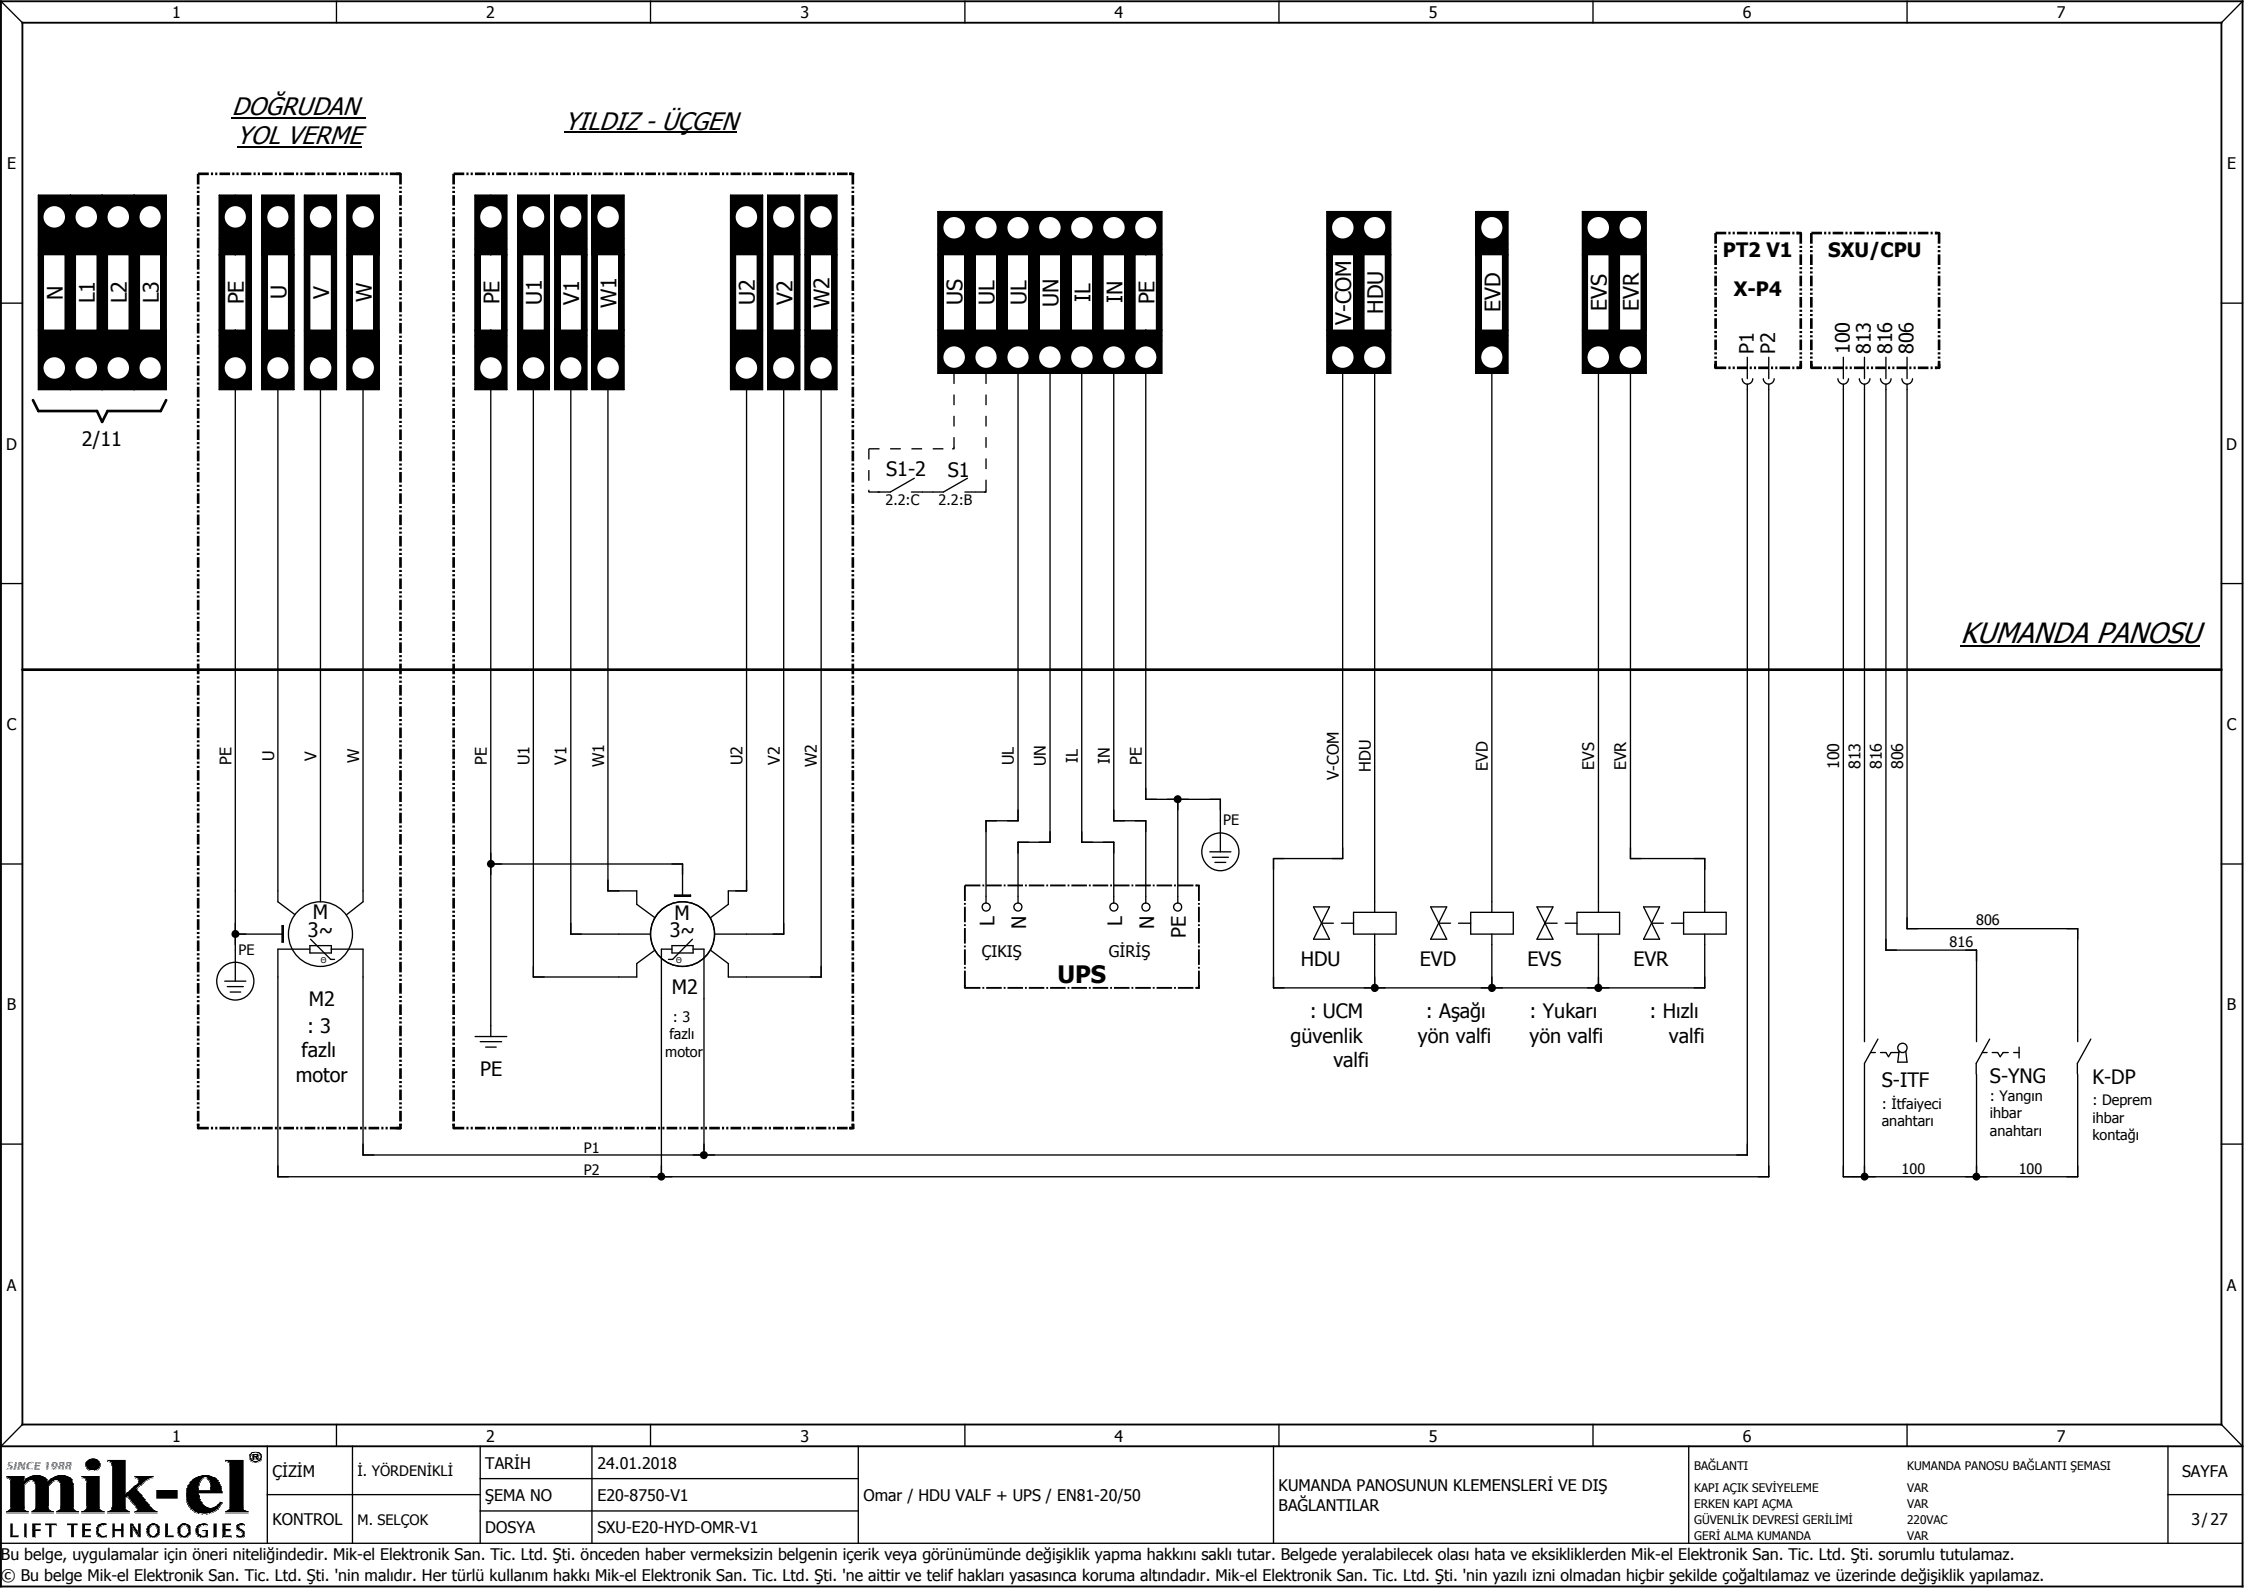 1 2 3 4 5 6 7
DOĞRUDAN
YOL VERME
YILDIZ - ÜÇGEN
E E
N L1 L2 L3
PE U V W
PE U1 V1 W1 U2 V2 W2
US UL UL UN IL IN PE
V-COM HDU
EVD
EVS EVR
PT2 V1
X-P4
P1 P2
SXU/CPU
100 813 816 806
2/11
D D
S1-2 S1
2.2:C 2.2:B
KUMANDA PANOSU
C C
PE U V W
PE U1 V1 W1 U2 V2 W2
UL UN IL IN PE
V-COM HDU EVD EVS EVR
100 813 816 806
PE
M
3~
θ
PE
M2
: 3
fazlı
motor
M
3~
θ
M2
: 3
fazlı
motor
PE
L N L N PE
ÇIKIŞ GİRİŞ
UPS
HDU EVD EVS EVR
: UCM
güvenlik
valfi
: Aşağı
yön valfi
: Yukarı
yön valfi
: Hızlı
valfi
806
816
B B
S-ITF
: İtfaiyeci
anahtarı
S-YNG
: Yangın
ihbar
anahtarı
K-DP
: Deprem
ihbar
kontağı
P1
P2
100 100
A A
1 2 3 4 5 6 7
SINCE 1988
mik-el®
LIFT TECHNOLOGIES
ÇİZİM İ. YÖRDENİKLİ
KONTROL M. SELÇOK
TARİH 24.01.2018
ŞEMA NO E20-8750-V1
DOSYA SXU-E20-HYD-OMR-V1
Omar / HDU VALF + UPS / EN81-20/50
KUMANDA PANOSUNUN KLEMENSLERİ VE DIŞ
BAĞLANTILAR
BAĞLANTI KUMANDA PANOSU BAĞLANTI ŞEMASI
KAPI AÇIK SEVİYELEME VAR
ERKEN KAPI AÇMA VAR
GÜVENLİK DEVRESİ GERİLİMİ 220VAC
GERİ ALMA KUMANDA VAR
SAYFA
3/27
Bu belge, uygulamalar için öneri niteliğindedir. Mik-el Elektronik San. Tic. Ltd. Şti. önceden haber vermeksizin belgenin içerik veya görünümünde değişiklik yapma hakkını saklı tutar. Belgede yeralabilecek olası hata ve eksikliklerden Mik-el Elektronik San. Tic. Ltd. Şti. sorumlu tutulamaz.
© Bu belge Mik-el Elektronik San. Tic. Ltd. Şti. 'nin malıdır. Her türlü kullanım hakkı Mik-el Elektronik San. Tic. Ltd. Şti. 'ne aittir ve telif hakları yasasınca koruma altındadır. Mik-el Elektronik San. Tic. Ltd. Şti. 'nin yazılı izni olmadan hiçbir şekilde çoğaltılamaz ve üzerinde değişiklik yapılamaz.